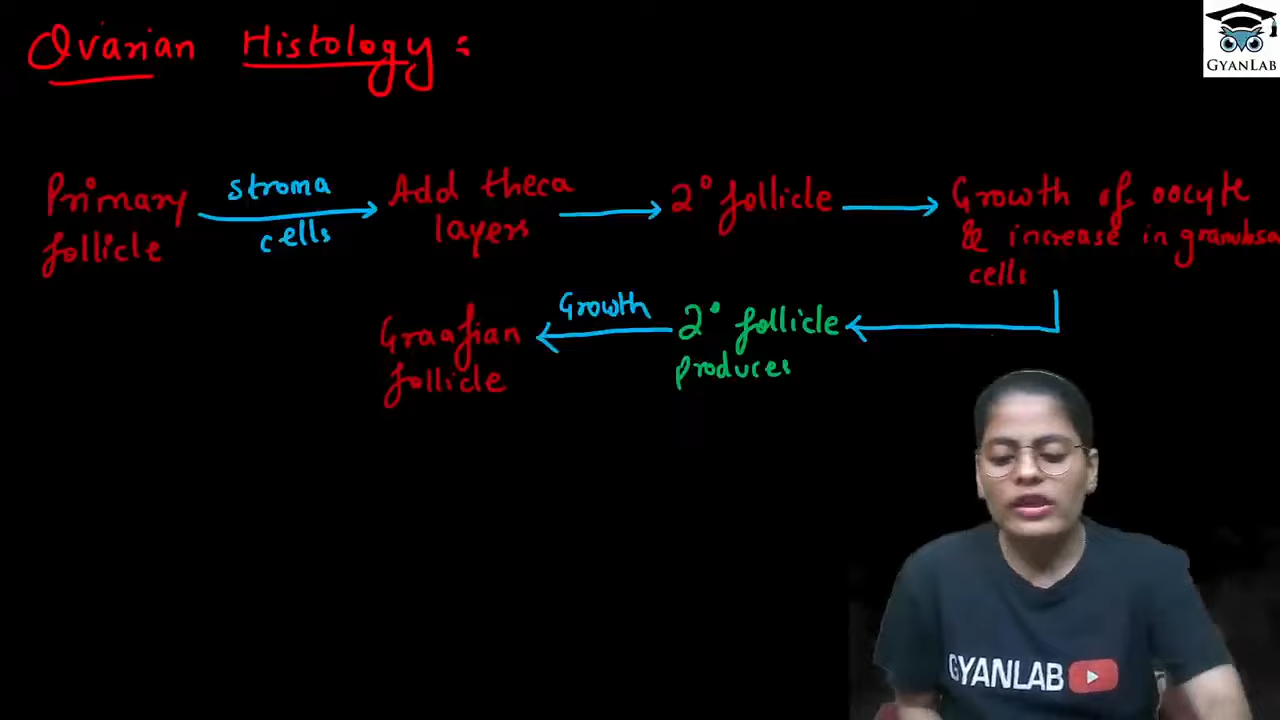 Ovarian Histology :
GYANLAB
Primary
follicle
stroma
cells
Add theca
layers
2° follicle
Growth of oocyte
& increase in granulosa
cells
2° follicle
produces
Growth
Graafian
follicle
GYANLAB